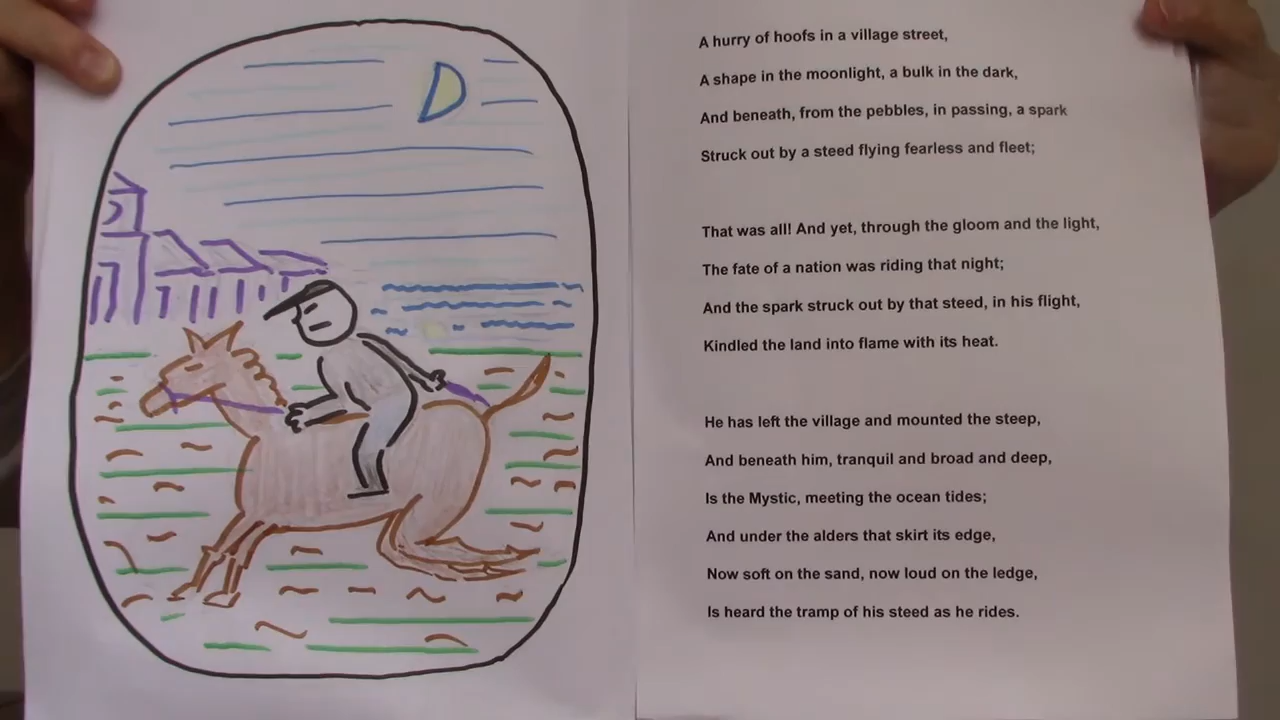 A hurry of hoofs in a village street,
A shape in the moonlight, a bulk in the dark,
And beneath, from the pebbles, in passing, a spark
Struck out by a steed flying fearless and fleet;
That was all! And yet, through the gloom and the light,
The fate of a nation was riding that night;
And the spark struck out by that steed, in his flight,
Kindled the land into flame with its heat.
He has left the village and mounted the steep,
And beneath him, tranquil and broad and deep,
Is the Mystic, meeting the ocean tides;
And under the alders that skirt its edge,
Now soft on the sand, now loud on the ledge,
Is heard the tramp of his steed as he rides.